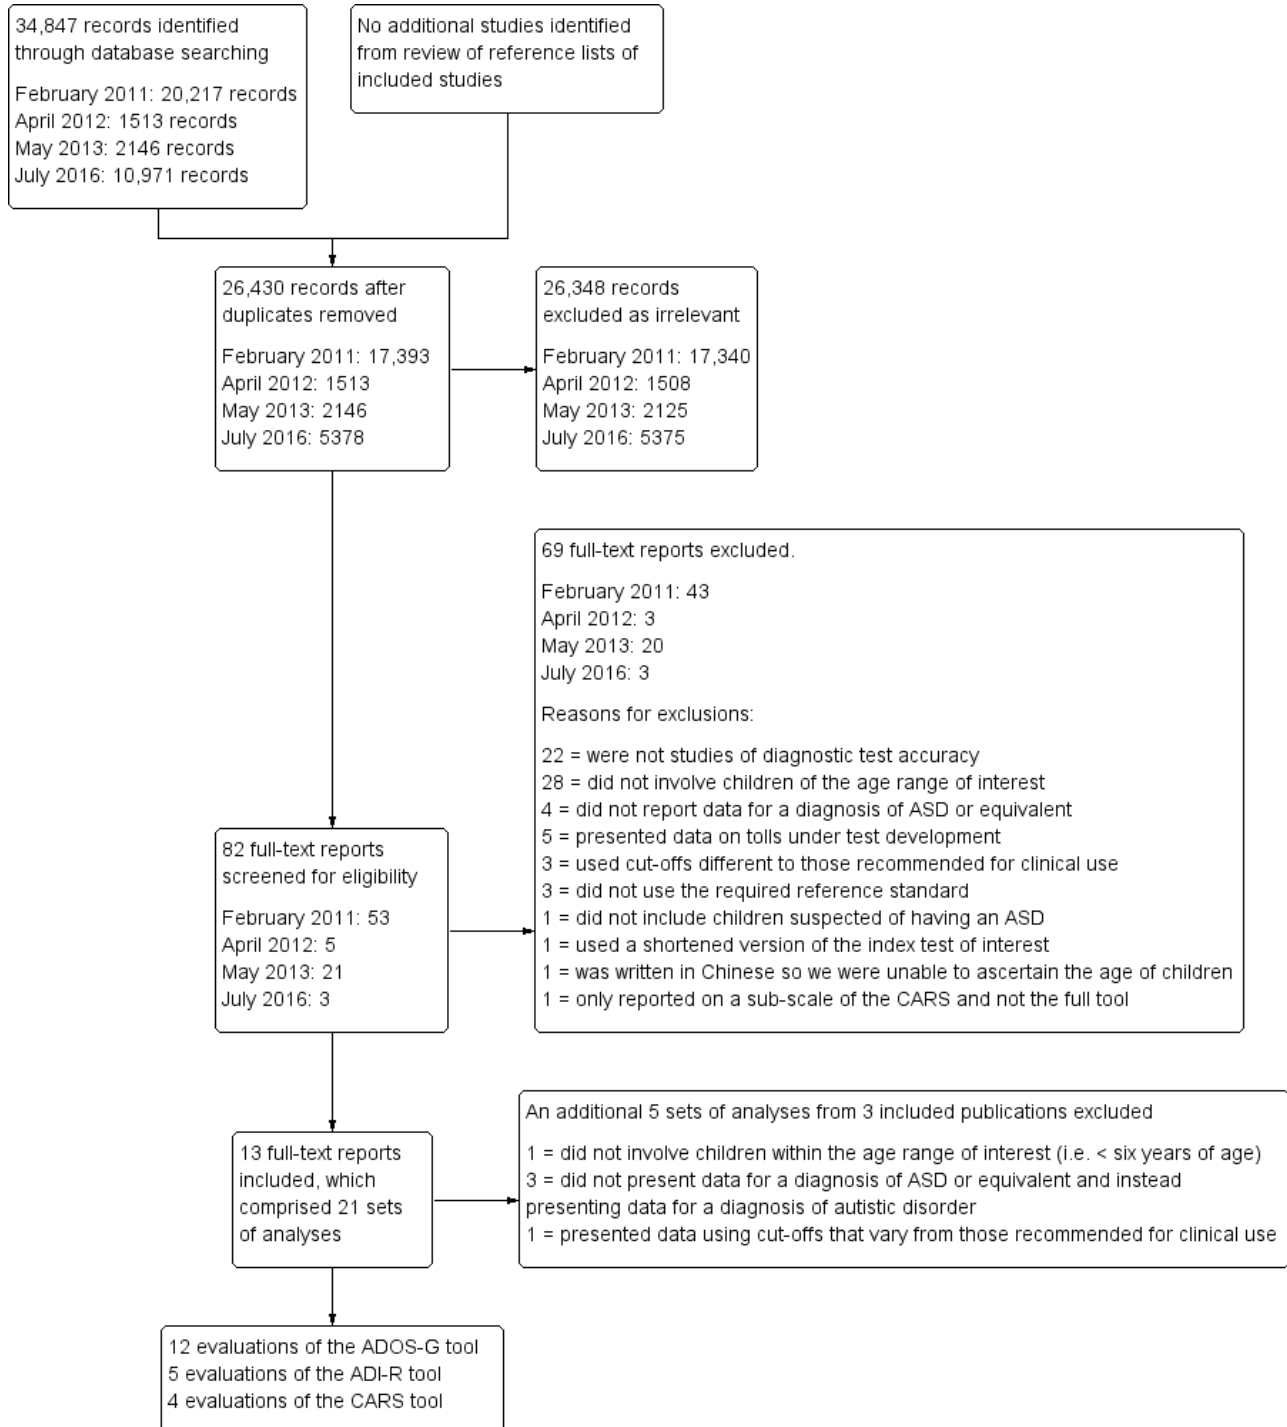 34,847 records identified
through database searching
February 2011: 20,217 records
April 2012: 1513 records
May 2013: 2146 records
July 2016: 10,971 records
No additional studies identified
from review of reference lists of
included studies
26,430 records after
duplicates removed
February 2011: 17,393
April 2012: 1513
May 2013: 2146
July 2016: 5378
26,348 records
excluded as irrelevant
February 2011: 17,340
April 2012: 1508
May 2013: 2125
July 2016: 5375
69 full-text reports excluded.
February 2011: 43
April 2012: 3
May 2013: 20
July 2016: 3
Reasons for exclusions:
22 = were not studies of diagnostic test accuracy
28 = did not involve children of the age range of interest
4 = did not report data for a diagnosis of ASD or equivalent
5 = presented data on tolls under test development
3 = used cut-offs different to those recommended for clinical use
3 = did not use the required reference standard
1 = did not include children suspected of having an ASD
1 = used a shortened version of the index test of interest
1 = was written in Chinese so we were unable to ascertain the age of children
1 = only reported on a sub-scale of the CARS and not the full tool
82 full-text reports
screened for eligibility
February 2011: 53
April 2012: 5
May 2013: 21
July 2016: 3
13 full-text reports
included, which
comprised 21 sets
of analyses
An additional 5 sets of analyses from 3 included publications excluded
1 = did not involve children within the age range of interest (i.e. < six years of age)
3 = did not present data for a diagnosis of ASD or equivalent and instead
presenting data for a diagnosis of autistic disorder
1 = presented data using cut-offs that vary from those recommended for clinical use
12 evaluations of the ADOS-G tool
5 evaluations of the ADI-R tool
4 evaluations of the CARS tool